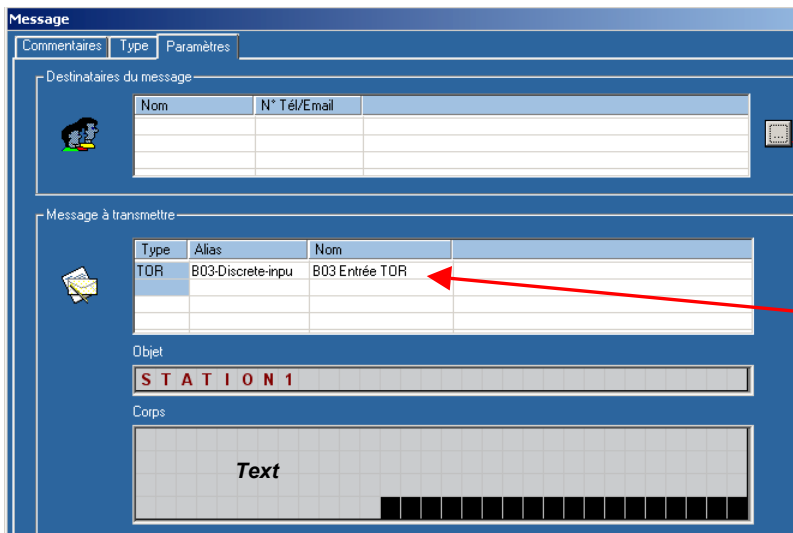 Message
Commentaires Type Paramètres
Destinataires du message
Nom N° Tél/Email
...
Message à transmettre
Type Alias Nom
TOR B03-Discrete-inpu B03 Entrée TOR
Objet
STATION1
Corps
Text